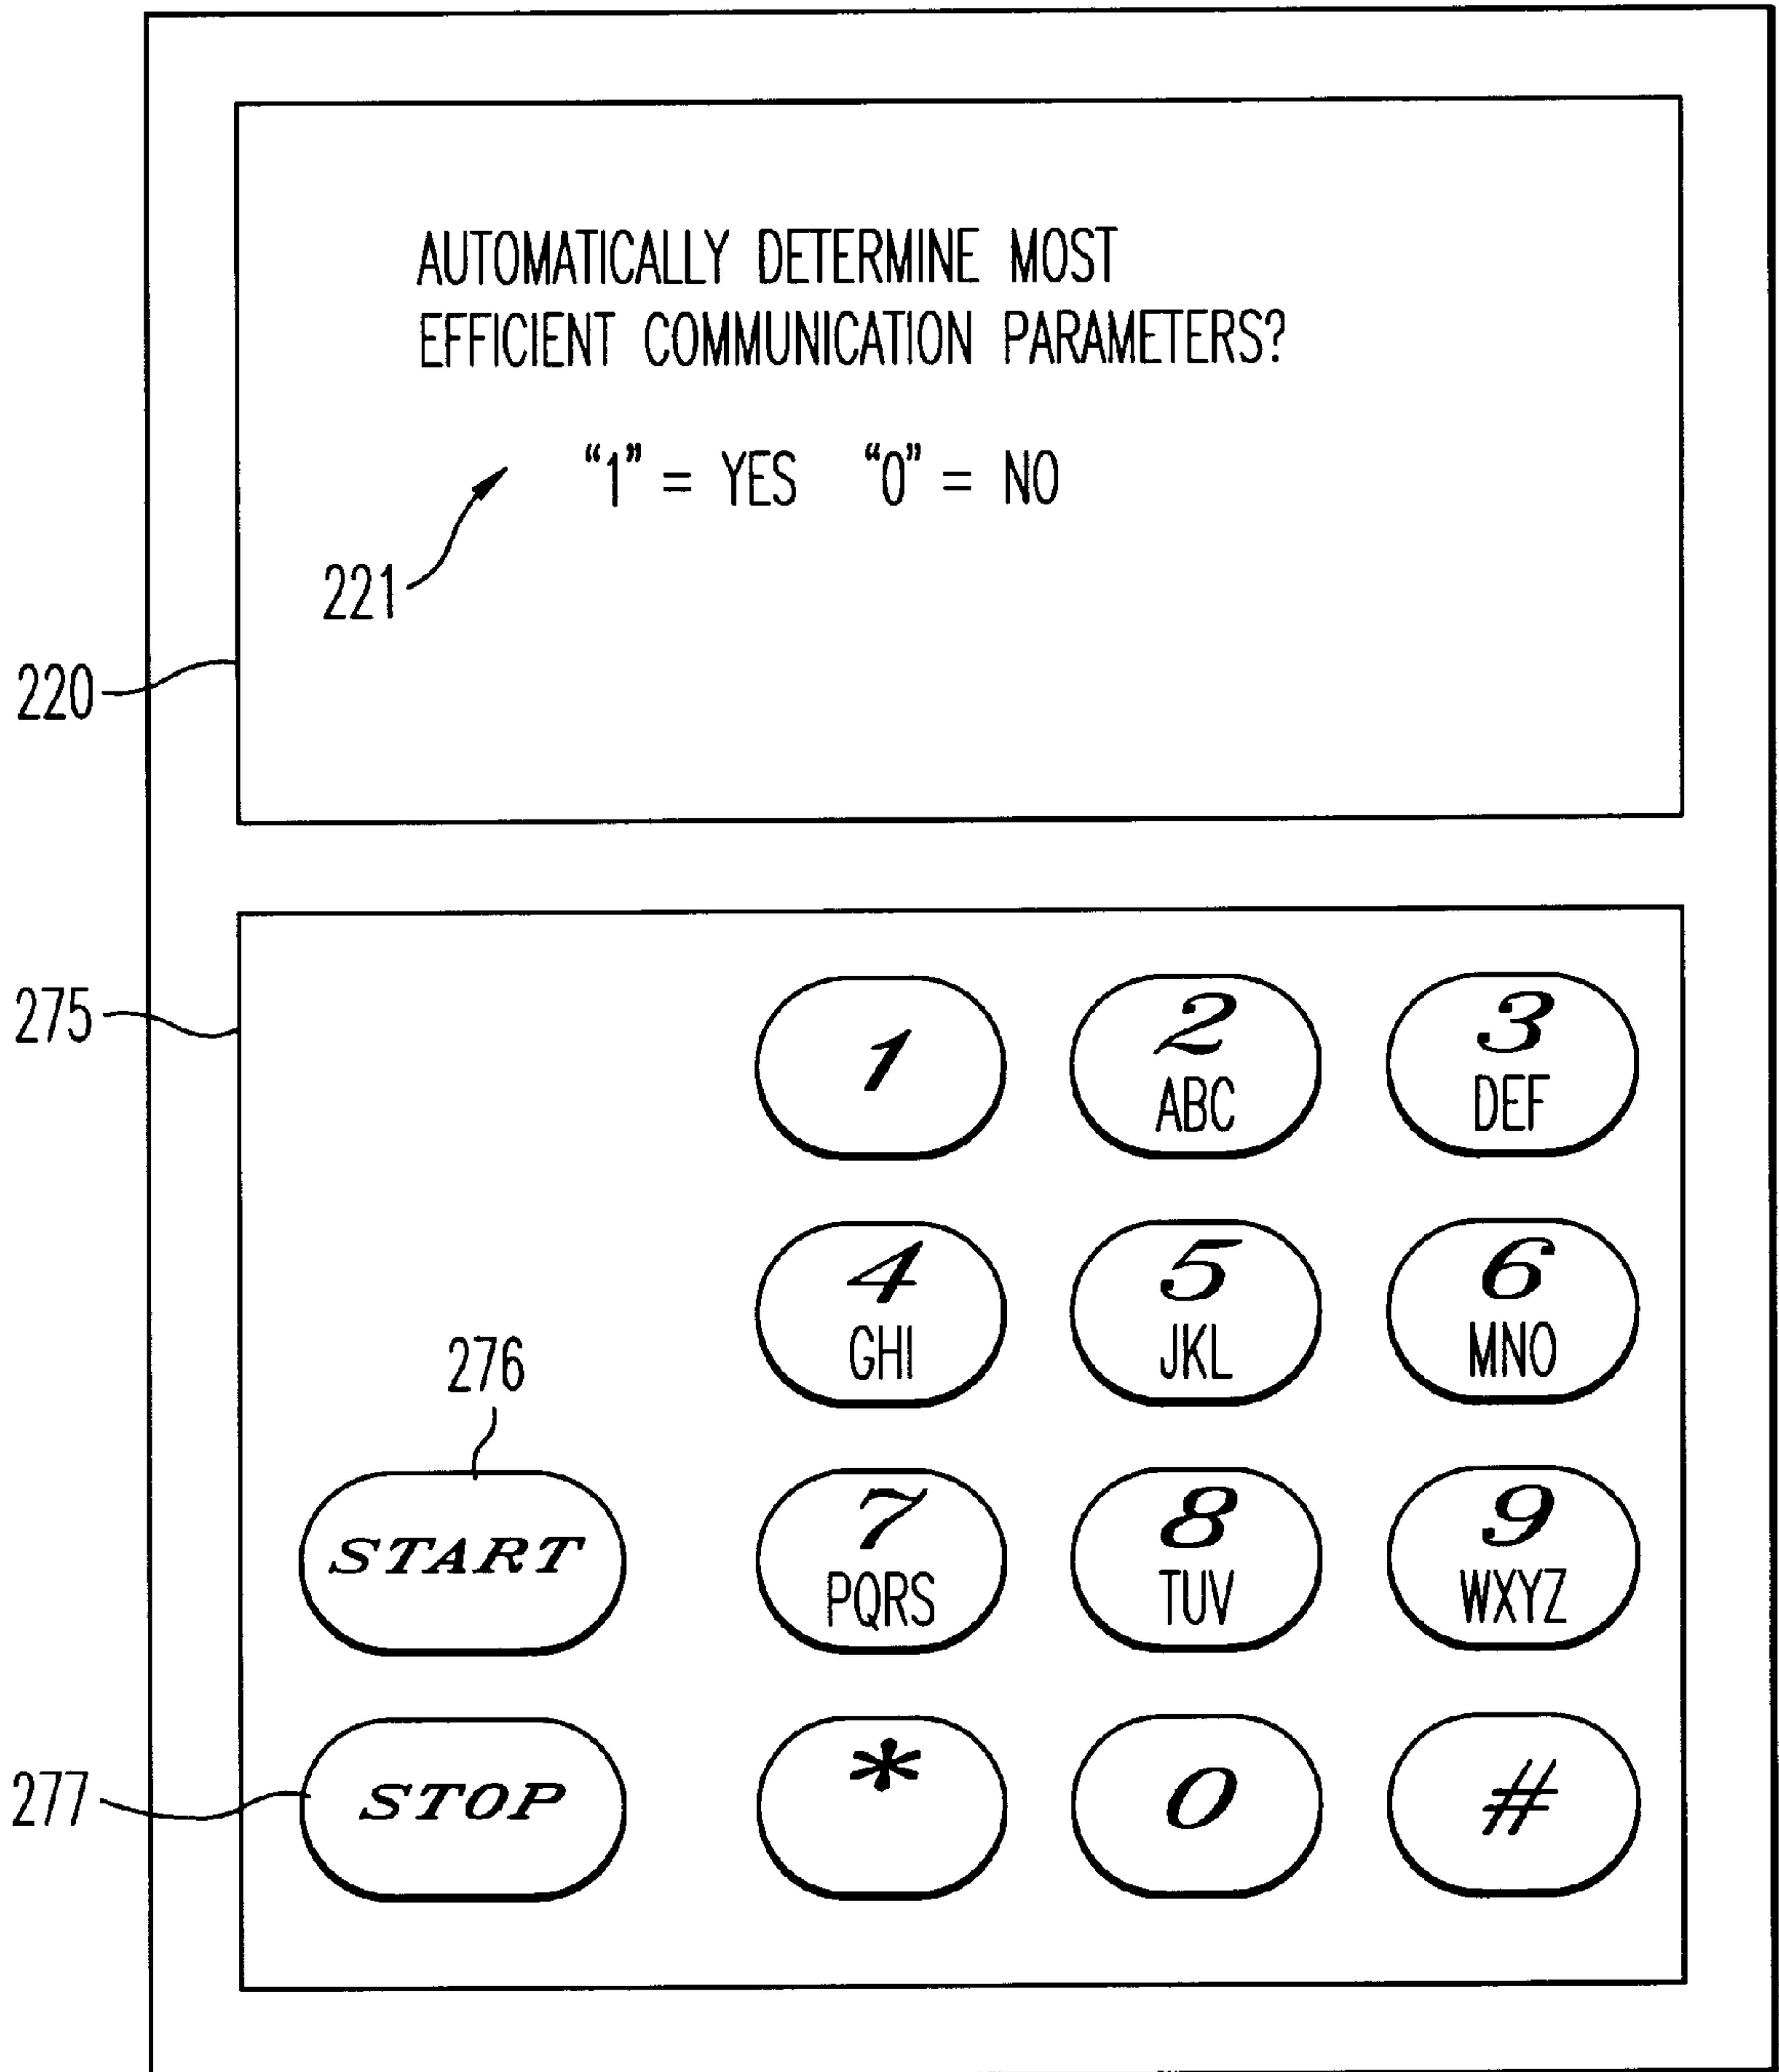 AUTOMATICALLY DETERMINE MOST
EFFICIENT COMMUNICATION PARAMETERS?
“1” = YES “0” = NO
221
220
275
1
2
ABC
3
DEF
4
GHI
5
JKL
6
MNO
276
START
7
PQRS
8
TUV
9
WXYZ
277
STOP
*
0
#